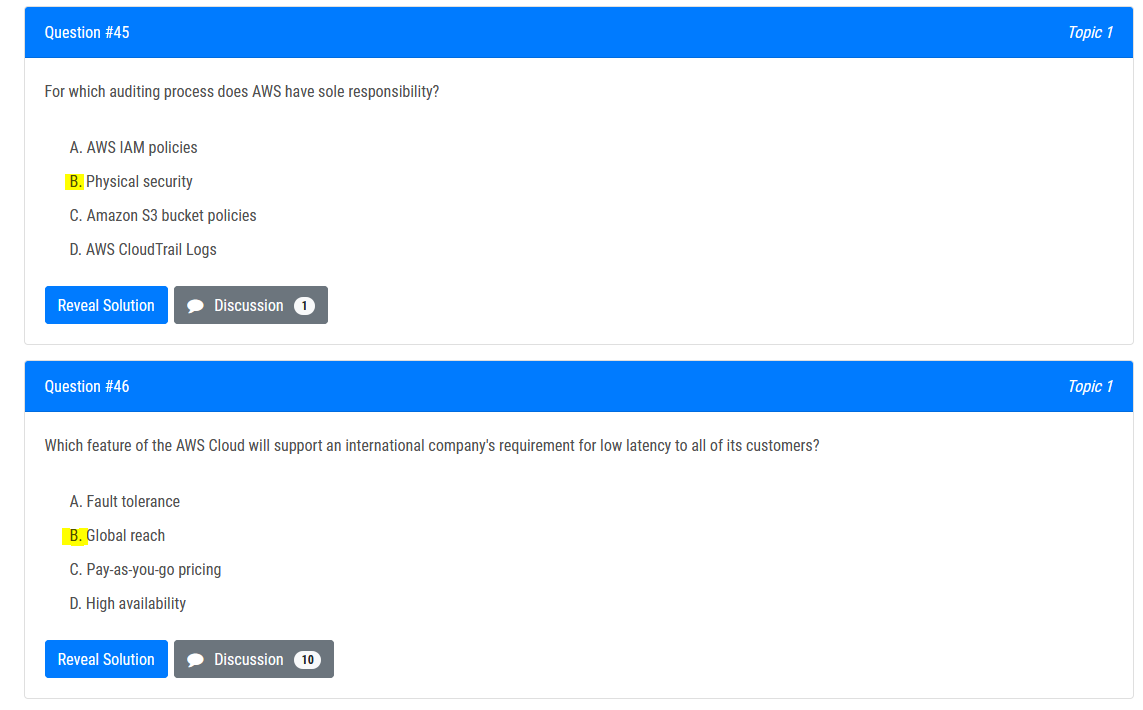 Question #45 Topic 1
For which auditing process does AWS have sole responsibility?
A. AWS IAM policies
B. Physical security
C. Amazon S3 bucket policies
D. AWS CloudTrail Logs
Reveal Solution Discussion 1
Question #46 Topic 1
Which feature of the AWS Cloud will support an international company's requirement for low latency to all of its customers?
A. Fault tolerance
B. Global reach
C. Pay-as-you-go pricing
D. High availability
Reveal Solution Discussion 10